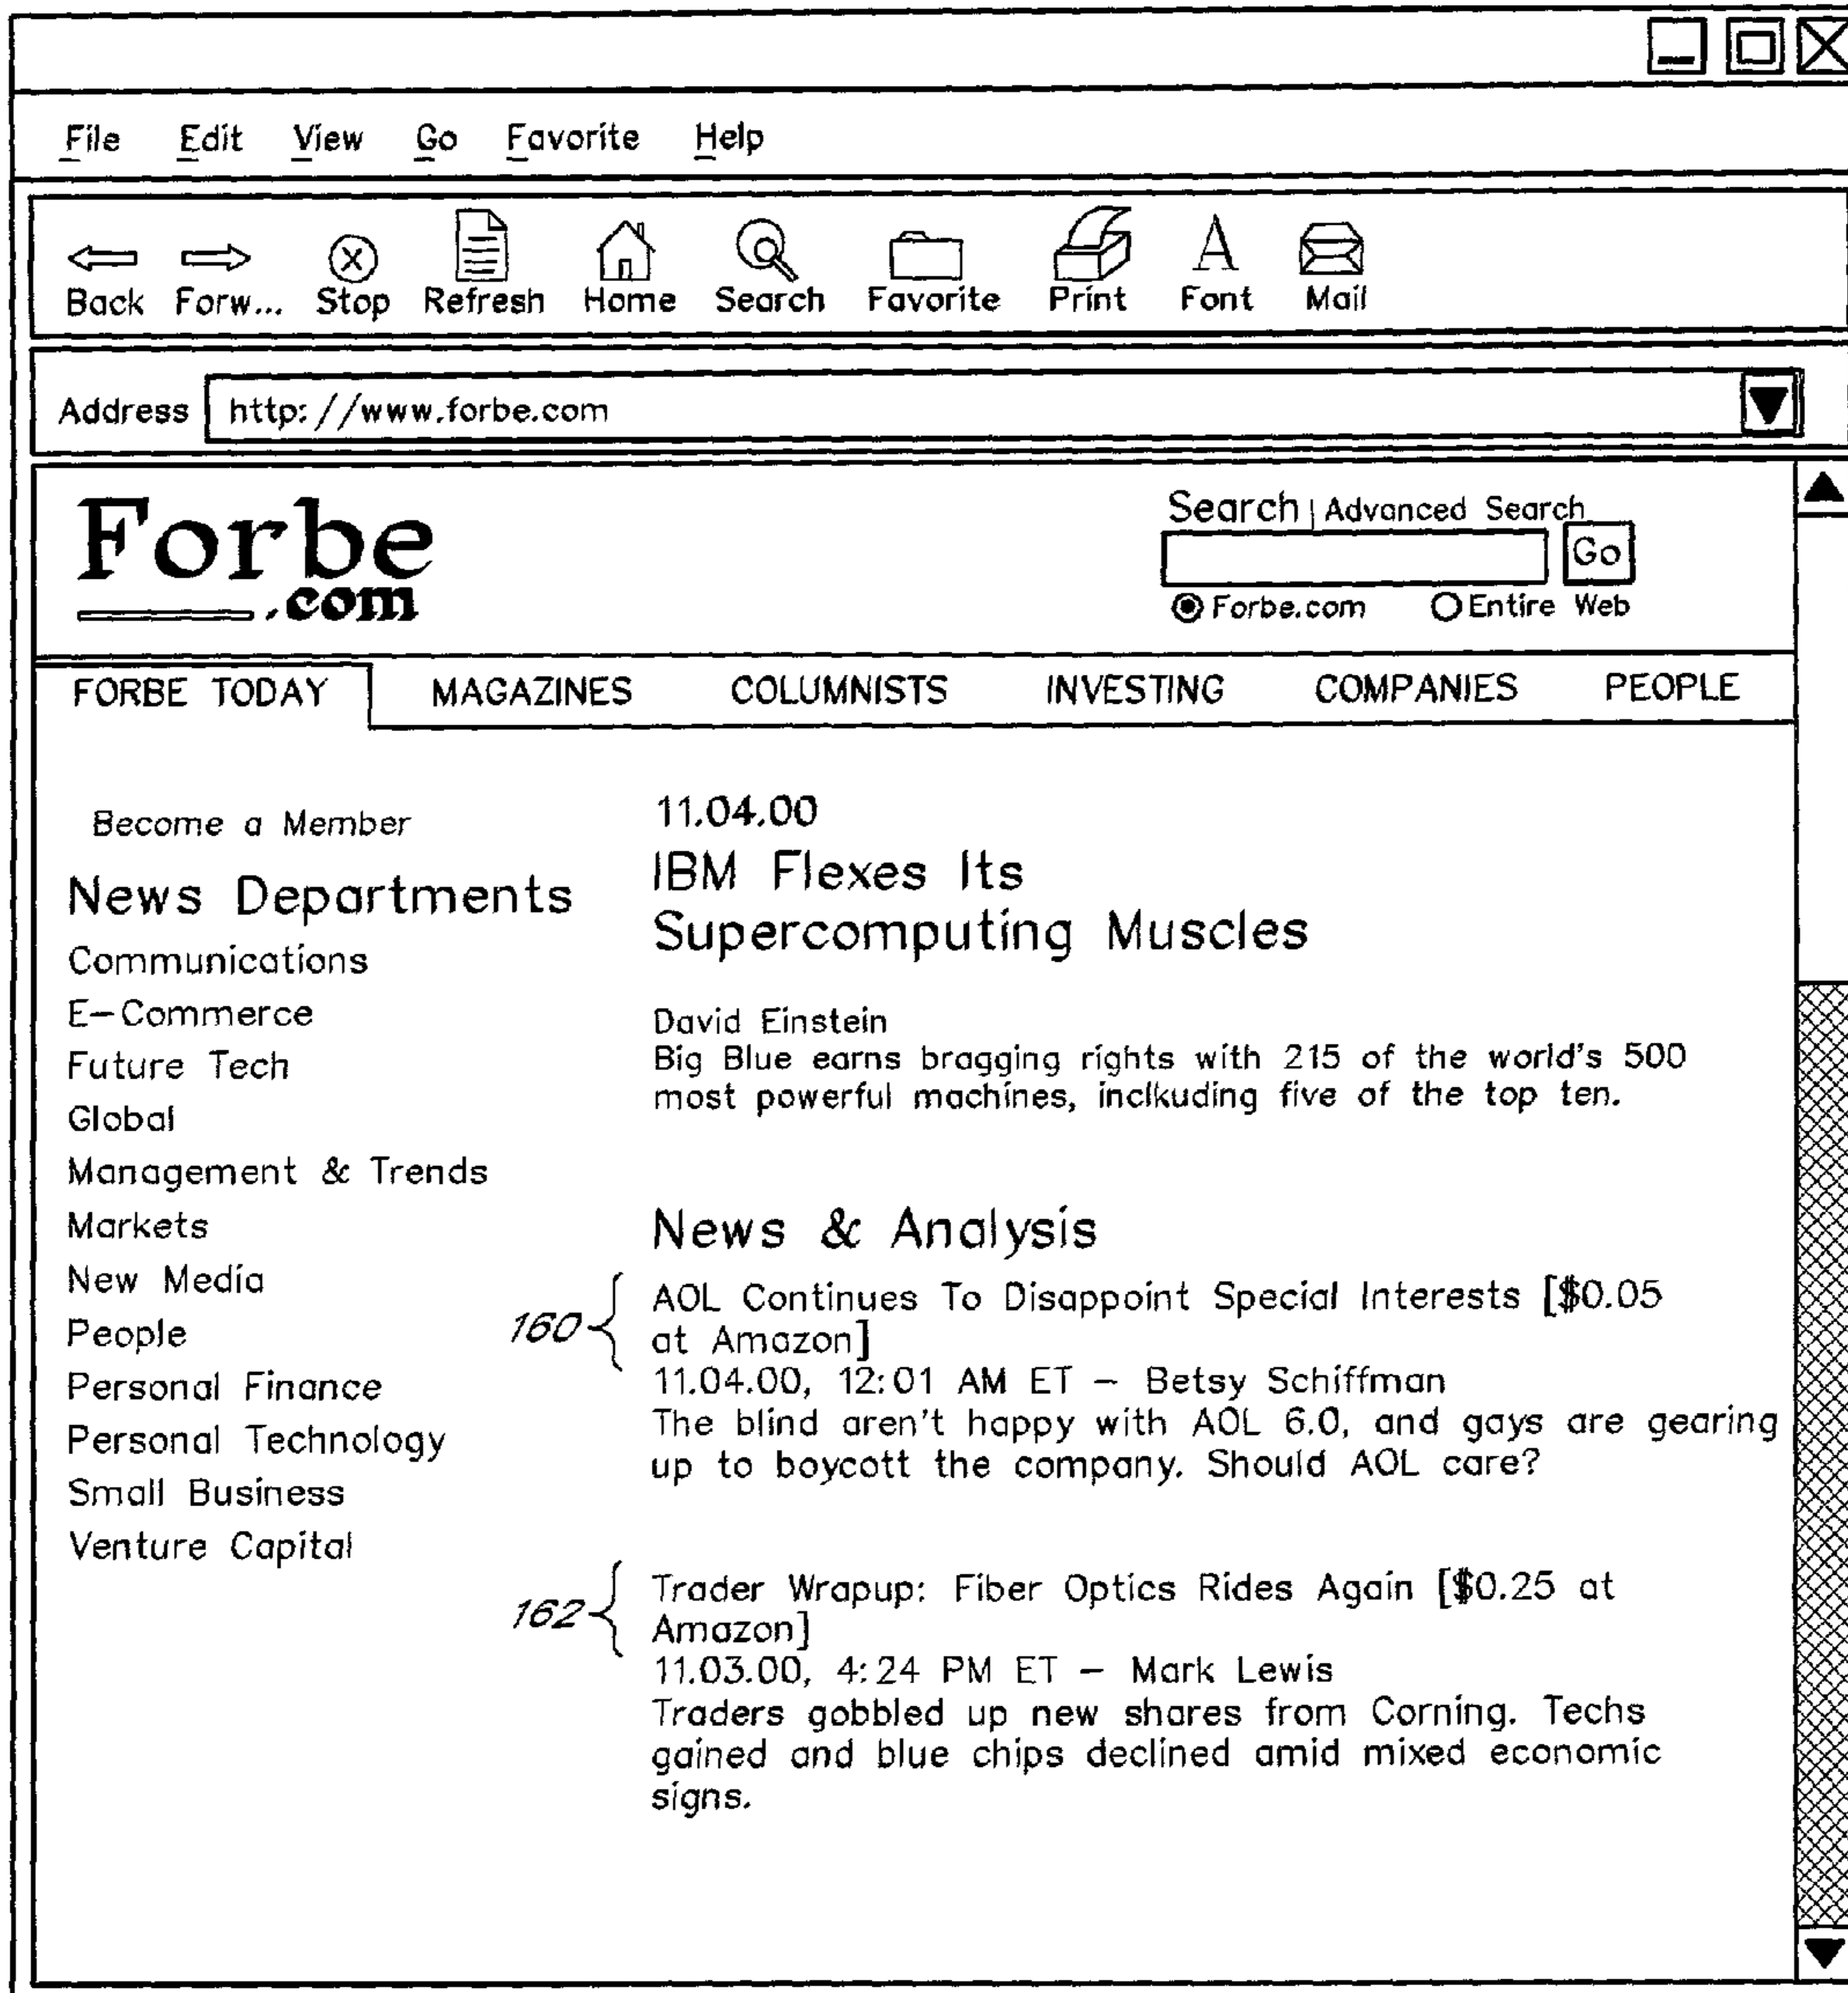 File Edit View Go Favorite Help
Back Forw... Stop Refresh Home Search Favorite Print Font Mail
Address http://www.forbe.com
Forbe
.com
Search | Advanced Search
Go
Forbe.com Entire Web
FORBE TODAY MAGAZINES COLUMNISTS INVESTING COMPANIES PEOPLE
Become a Member
News Departments
Communications
E-Commerce
Future Tech
Global
Management & Trends
Markets
New Media
People
Personal Finance
Personal Technology
Small Business
Venture Capital
11.04.00
IBM Flexes Its
Supercomputing Muscles
David Einstein
Big Blue earns bragging rights with 215 of the world's 500
most powerful machines, inclkuding five of the top ten.
News & Analysis
160
AOL Continues To Disappoint Special Interests [$0.05
at Amazon]
11.04.00, 12:01 AM ET – Betsy Schiffman
The blind aren't happy with AOL 6.0, and gays are gearing
up to boycott the company. Should AOL care?
162
Trader Wrapup: Fiber Optics Rides Again [$0.25 at
Amazon]
11.03.00, 4:24 PM ET – Mark Lewis
Traders gobbled up new shares from Corning. Techs
gained and blue chips declined amid mixed economic
signs.